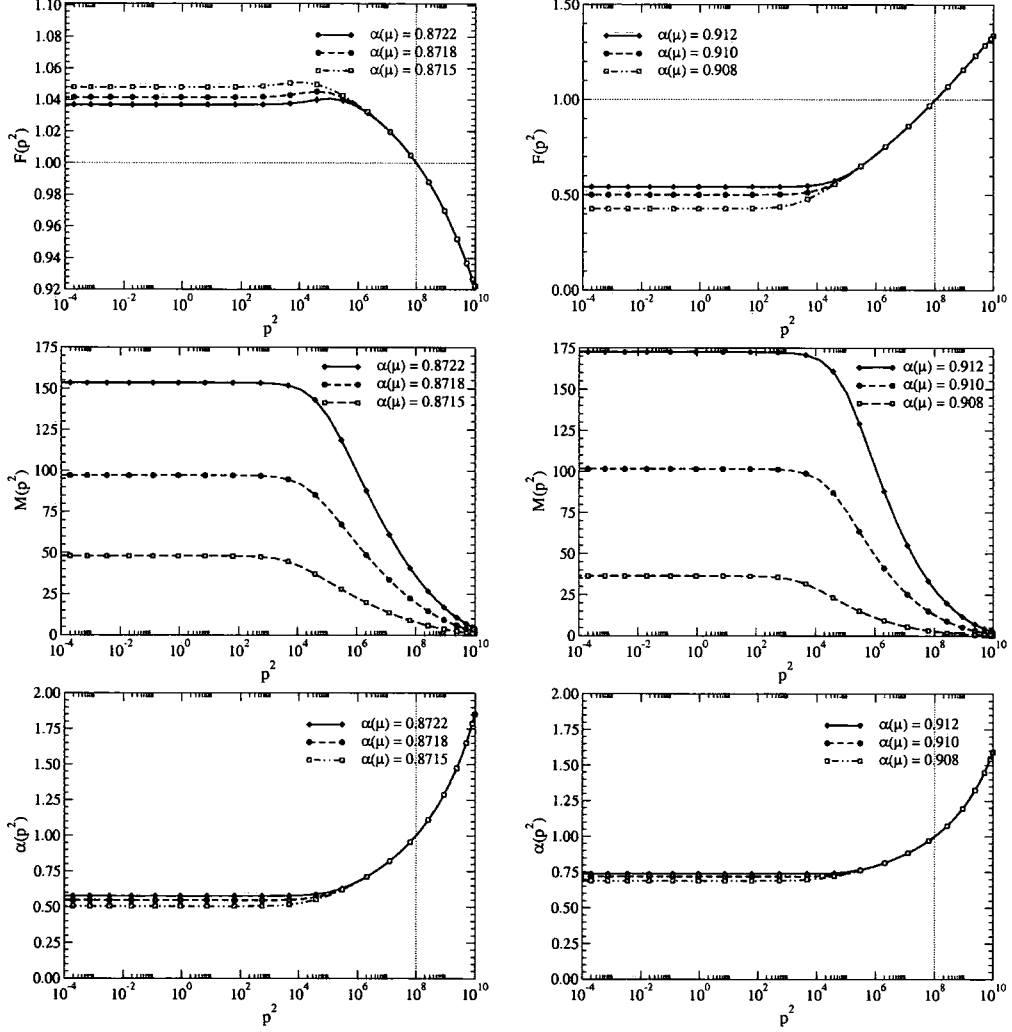 1.10
1.08
1.06
1.04
1.02
1.00
0.98
0.96
0.94
0.92
F(p²)
α(μ) = 0.8722
α(μ) = 0.8718
α(μ) = 0.8715
10⁻⁴ 10⁻² 10⁰ 10² 10⁴ 10⁶ 10⁸ 10¹⁰
p²
1.50
1.00
0.50
0.00
F(p²)
α(μ) = 0.912
α(μ) = 0.910
α(μ) = 0.908
10⁻⁴ 10⁻² 10⁰ 10² 10⁴ 10⁶ 10⁸ 10¹⁰
p²
175
150
125
100
75
50
25
0
M(p²)
α(μ) = 0.8722
α(μ) = 0.8718
α(μ) = 0.8715
10⁻⁴ 10⁻² 10⁰ 10² 10⁴ 10⁶ 10⁸ 10¹⁰
p²
175
150
125
100
75
50
25
0
M(p²)
α(μ) = 0.912
α(μ) = 0.910
α(μ) = 0.908
10⁻⁴ 10⁻² 10⁰ 10² 10⁴ 10⁶ 10⁸ 10¹⁰
p²
2.00
1.75
1.50
1.25
1.00
0.75
0.50
0.25
0.00
α(p²)
α(μ) = 0.8722
α(μ) = 0.8718
α(μ) = 0.8715
10⁻⁴ 10⁻² 10⁰ 10² 10⁴ 10⁶ 10⁸ 10¹⁰
p²
2.00
1.75
1.50
1.25
1.00
0.75
0.50
0.25
0.00
α(p²)
α(μ) = 0.912
α(μ) = 0.910
α(μ) = 0.908
10⁻⁴ 10⁻² 10⁰ 10² 10⁴ 10⁶ 10⁸ 10¹⁰
p²